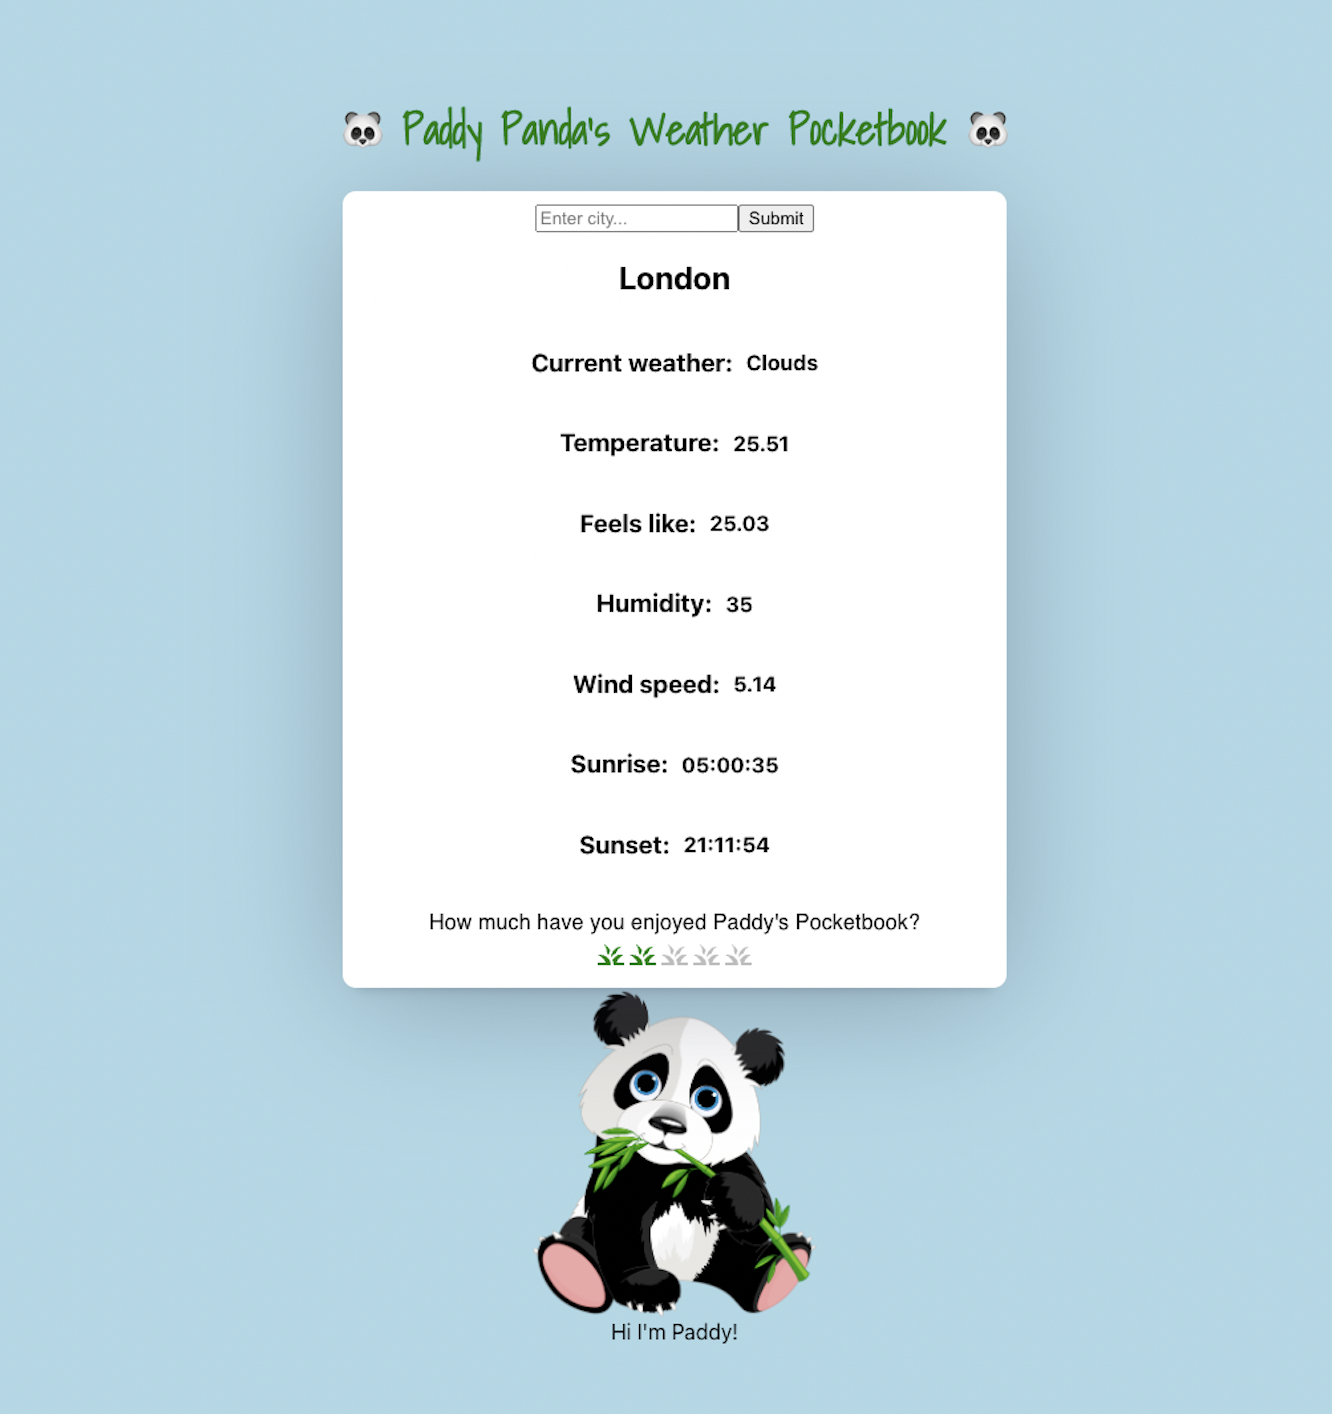 Paddy Panda's Weather Pocketbook
Enter city... Submit
London
Current weather: Clouds
Temperature: 25.51
Feels like: 25.03
Humidity: 35
Wind speed: 5.14
Sunrise: 05:00:35
Sunset: 21:11:54
How much have you enjoyed Paddy's Pocketbook?
Hi I'm Paddy!